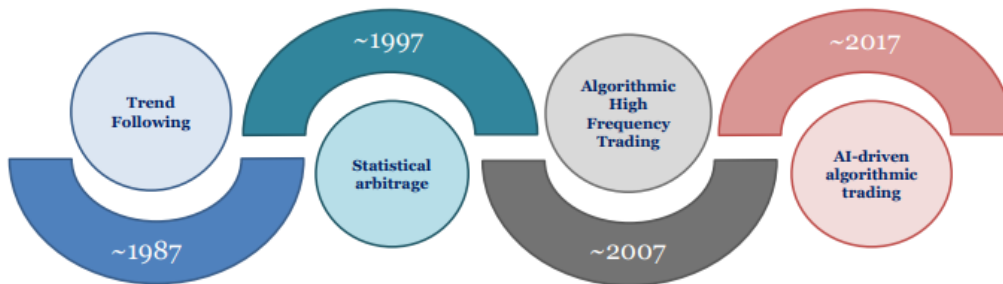 Trend
Following
~1987
~1997
Statistical
arbitrage
Algorithmic
High
Frequency
Trading
~2007
~2017
AI-driven
algorithmic
trading